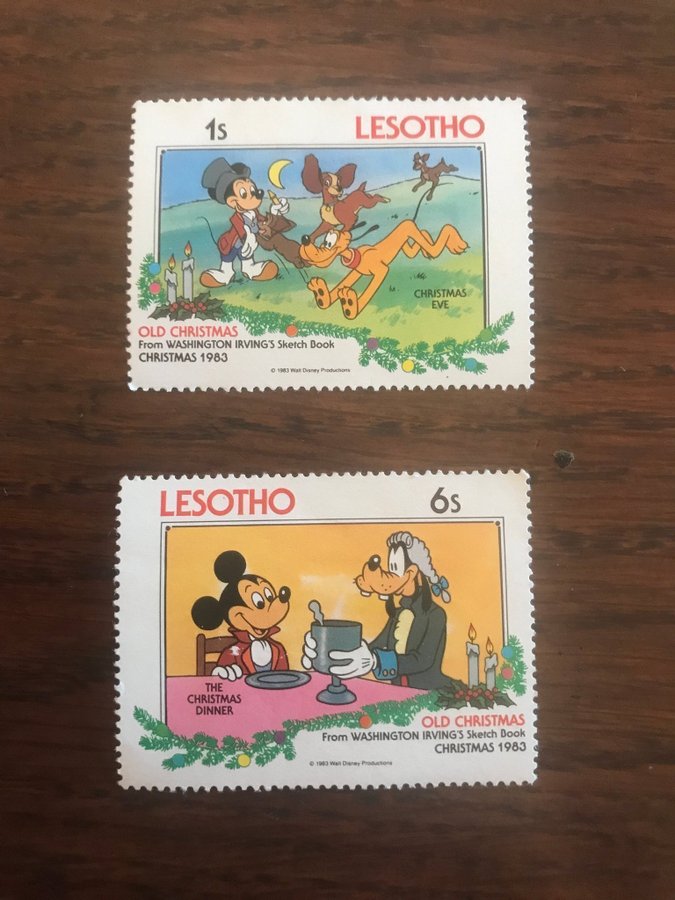 1s LESOTHO
CHRISTMAS
EVE
OLD CHRISTMAS
From WASHINGTON IRVING'S Sketch Book
CHRISTMAS 1983
© 1983 Walt Disney Productions
LESOTHO 6s
THE
CHRISTMAS
DINNER
OLD CHRISTMAS
From WASHINGTON IRVING'S Sketch Book
CHRISTMAS 1983
© 1983 Walt Disney Productions